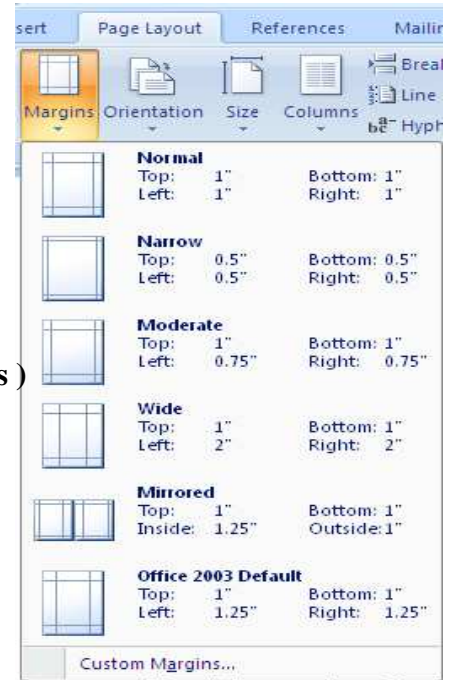 sert Page Layout References Mailin
Margins Orientation Size Columns
Break
Line
bc Hyph
Normal
Top: 1" Bottom: 1"
Left: 1" Right: 1"
Narrow
Top: 0.5" Bottom: 0.5"
Left: 0.5" Right: 0.5"
Moderate
Top: 1" Bottom: 1"
Left: 0.75" Right: 0.75"
s )
Wide
Top: 1" Bottom: 1"
Left: 2" Right: 2"
Mirrored
Top: 1" Bottom: 1"
Inside: 1.25" Outside: 1"
Office 2003 Default
Top: 1" Bottom: 1"
Left: 1.25" Right: 1.25"
Custom Margins...